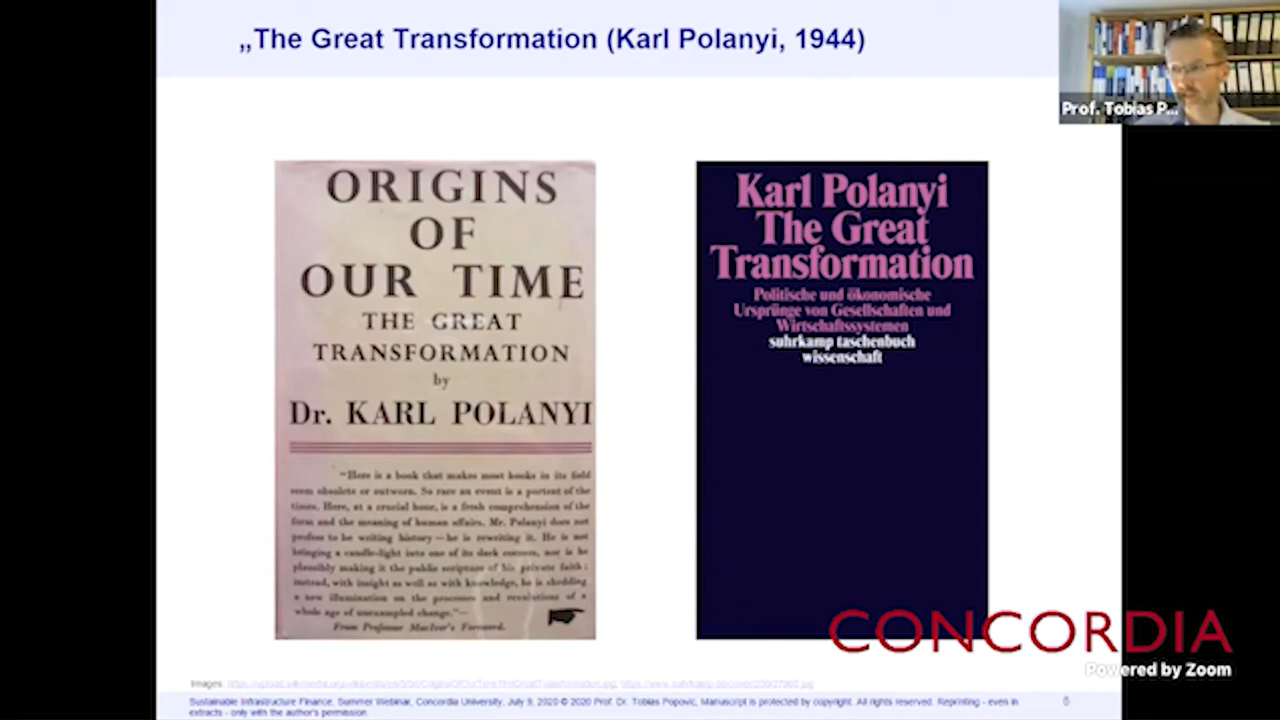 „The Great Transformation (Karl Polanyi, 1944)
Prof. Tobias P...
ORIGINS
OF
OUR TIME
THE GREAT
TRANSFORMATION
by
Dr. KARL POLANYI
"Here is a book that makes most books in its field
seem obsolete or outworn. So rare an event is a portent of the
times. Here, at a crucial hour, is a fresh comprehension of the
form and the meaning of human affairs. Mr. Polanyi does not
profess to be writing history—he is rewriting it. He is not
bringing a candle-light into one of its dark corners, nor is he
plausibly making it the public scripture of his private faith;
instead, with insight as well as with knowledge, he is shedding
a new illumination on the processes and revolutions of a
whole age of unexampled change."—
From Professor MacIver's Foreword.
Karl Polanyi
The Great
Transformation
Politische und ökonomische
Ursprünge von Gesellschaften und
Wirtschaftssystemen
suhrkamp taschenbuch
wissenschaft
CONCORDIA
Powered by Zoom
Images:
Sustainable Infrastructure Finance, Summer Webinar, Concordia University, July 9, 2020 © 2020 Prof. Dr. Tobias Popovic, Manuscript is protected by copyright. All rights reserved. Reprinting - even in
extracts - only with the author's permission.
6